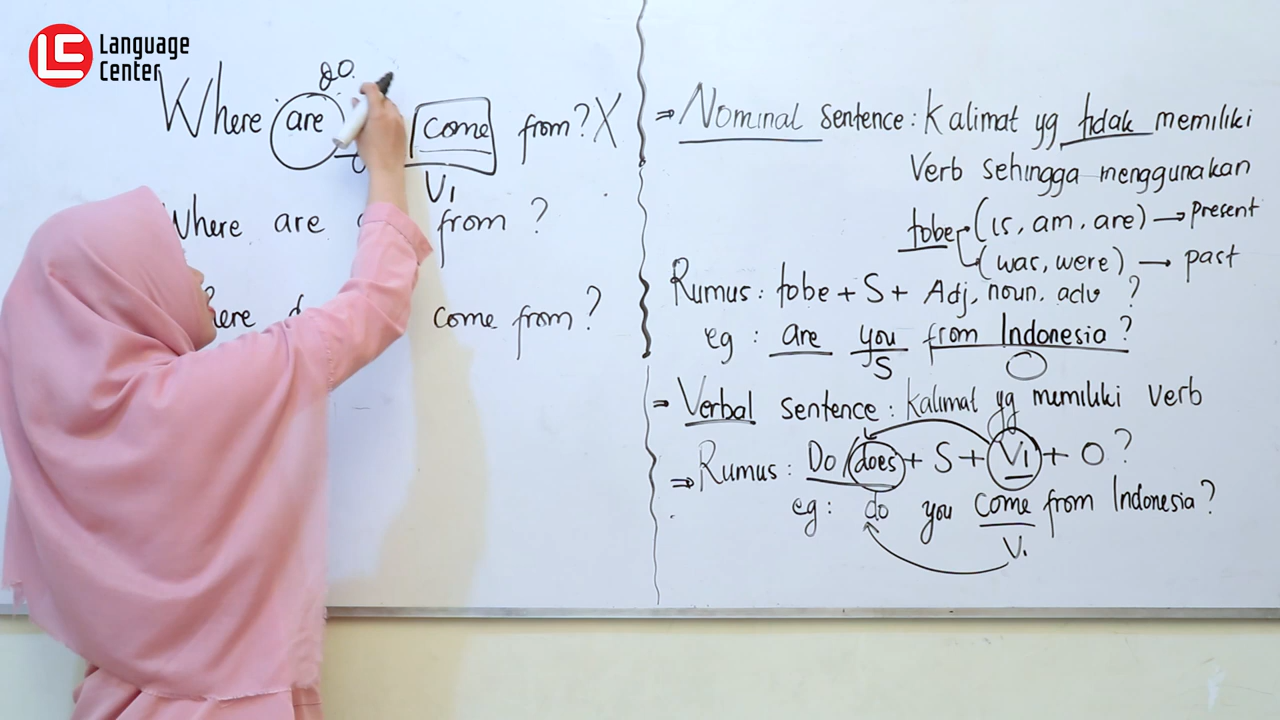 Language
Center
do
Where are come from? X
V1
Where are from ?
come from?
⇒ Nominal sentence : Kalimat yg tidak memiliki
Verb sehingga menggunakan
tobe (is, am, are) → present
(was, were) → past
Rumus : tobe + S + Adj, noun, adv ?
eg : are you from Indonesia?
S
⇒ Verbal sentence : kalimat yg memiliki verb
⇒ Rumus : Do/does + S + V1 + O ?
eg : do you come from Indonesia?
V1